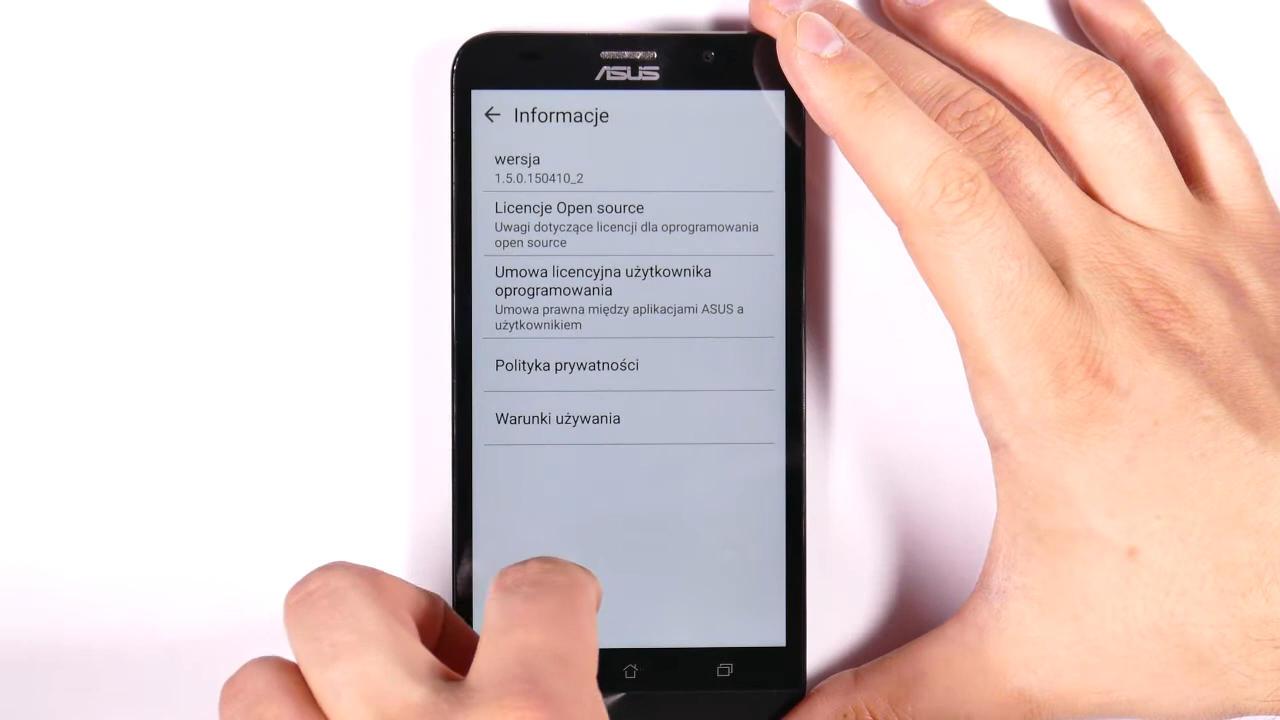 ASUS
Informacje
wersja
1.5.0.150410_2
Licencje Open source
Uwagi dotyczące licencji dla oprogramowania
open source
Umowa licencyjna użytkownika
oprogramowania
Umowa prawna między aplikacjami ASUS a
użytkownikiem
Polityka prywatności
Warunki używania